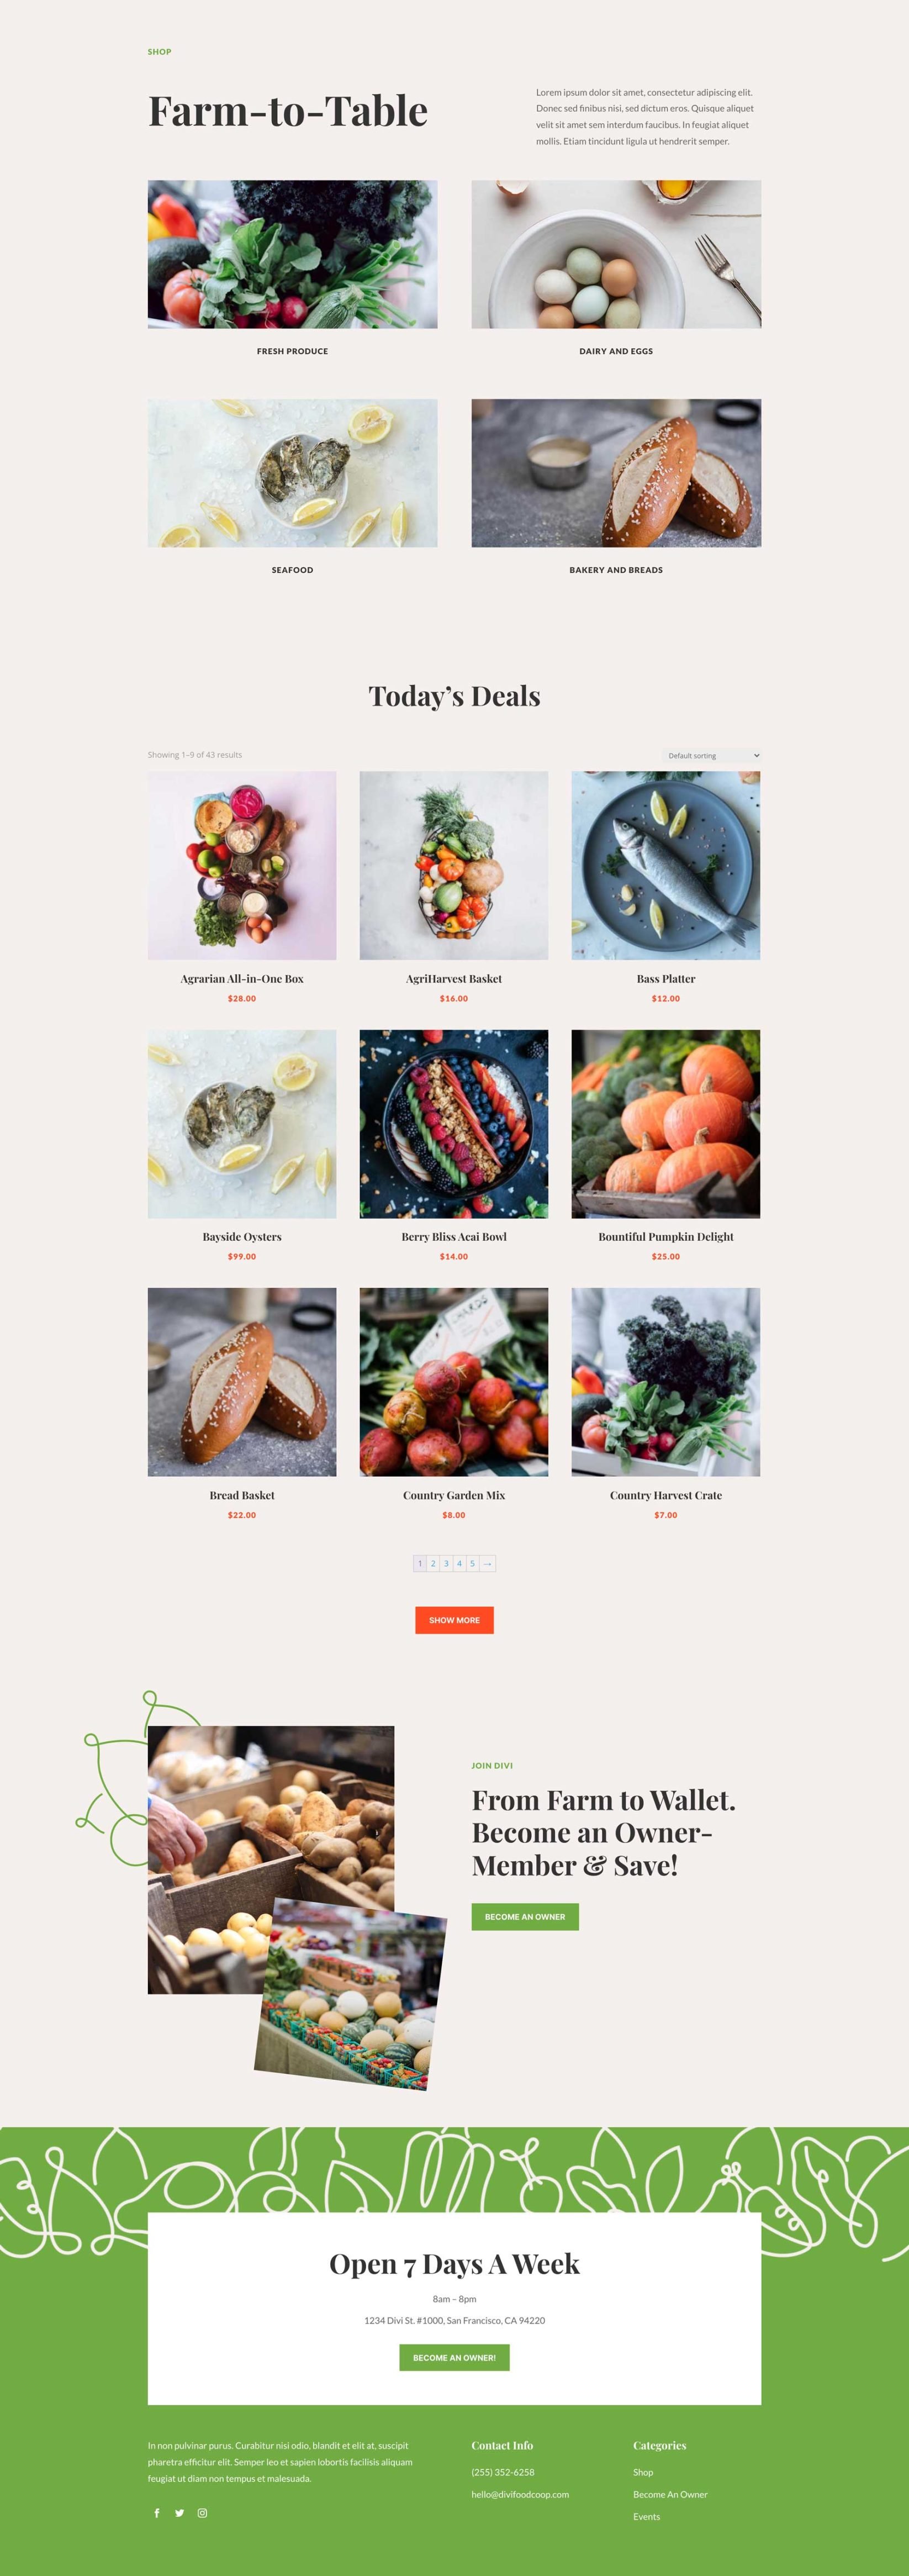 SHOP
Farm-to-Table
Lorem ipsum dolor sit amet, consectetur adipiscing elit.
Donec sed finibus nisi, sed dictum eros. Quisque aliquet
velit sit amet sem interdum faucibus. In feugiat aliquet
mollis. Etiam tincidunt ligula ut hendrerit semper.
FRESH PRODUCE
DAIRY AND EGGS
SEAFOOD
BAKERY AND BREADS
Today’s Deals
Showing 1–9 of 43 results
Default sorting
Agrarian All-in-One Box
$28.00
AgriHarvest Basket
$16.00
Bass Platter
$12.00
Bayside Oysters
$99.00
Berry Bliss Acai Bowl
$14.00
Bountiful Pumpkin Delight
$25.00
Bread Basket
$22.00
Country Garden Mix
$8.00
Country Harvest Crate
$7.00
1 2 3 4 5 →
SHOW MORE
JOIN DIVI
From Farm to Wallet.
Become an Owner-
Member & Save!
BECOME AN OWNER
Open 7 Days A Week
8am – 8pm
1234 Divi St. #1000, San Francisco, CA 94220
BECOME AN OWNER!
In non pulvinar purus. Curabitur nisi odio, blandit et elit at, suscipit
pharetra efficitur elit. Semper leo et sapien lobortis facilisis aliquam
feugiat ut diam non tempus et malesuada.
Contact Info
(255) 352-6258
hello@divifoodcoop.com
Categories
Shop
Become An Owner
Events